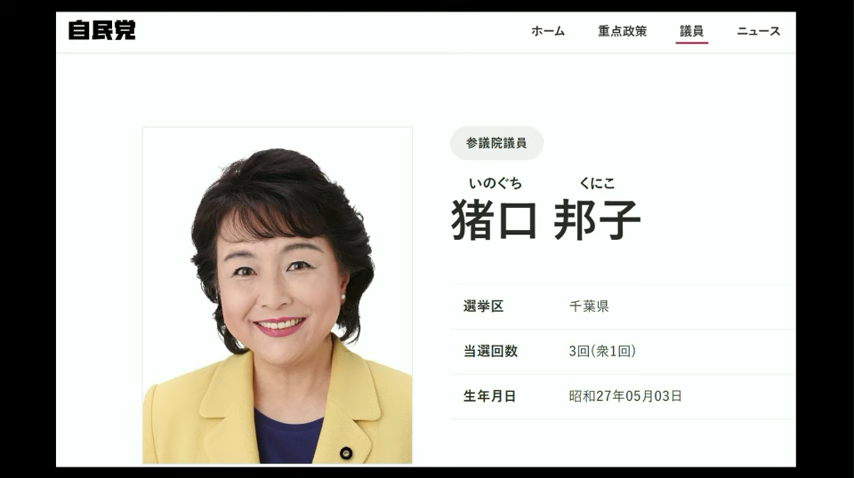 自民党
ホーム 重点政策 議員 ニュース
参議院議員
いのぐち くにこ
猪口 邦子
選挙区 千葉県
当選回数 3回(衆1回)
生年月日 昭和27年05月03日